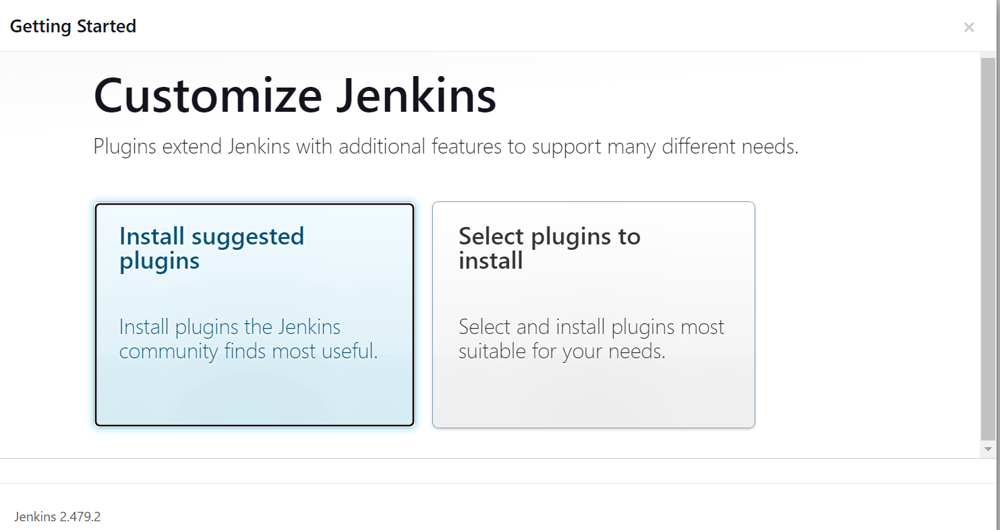 Getting Started
×
Customize Jenkins
Plugins extend Jenkins with additional features to support many different needs.
Install suggested
plugins
Install plugins the Jenkins
community finds most useful.
Select plugins to
install
Select and install plugins most
suitable for your needs.
Jenkins 2.479.2